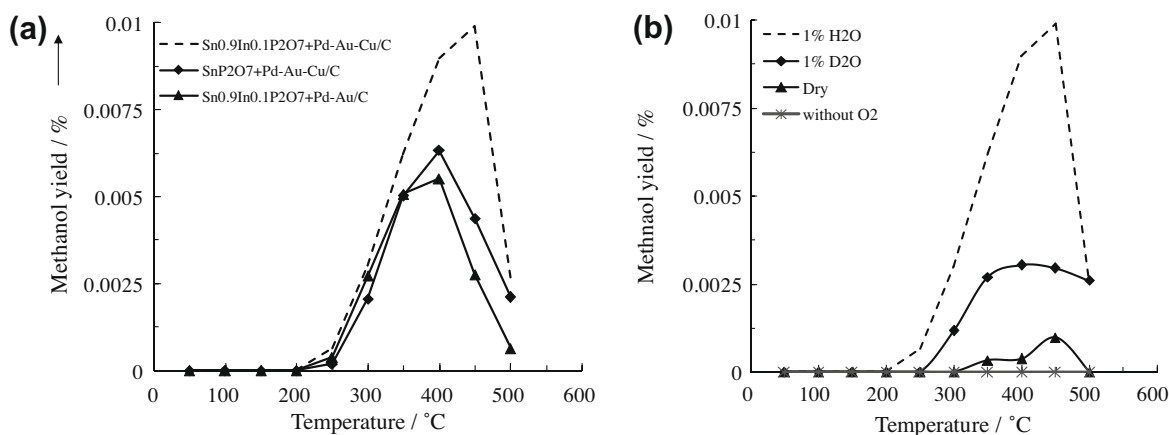 (a)
Methanol yield / %
0.01
0.0075
0.005
0.0025
0
Sn0.9In0.1P2O7+Pd-Au-Cu/C
SnP2O7+Pd-Au-Cu/C
Sn0.9In0.1P2O7+Pd-Au/C
0 100 200 300 400 500 600
Temperature / ˚C
(b)
Methnaol yield / %
0.01
0.0075
0.005
0.0025
0
1% H2O
1% D2O
Dry
without O2
0 100 200 300 400 500 600
Temperature / ˚C